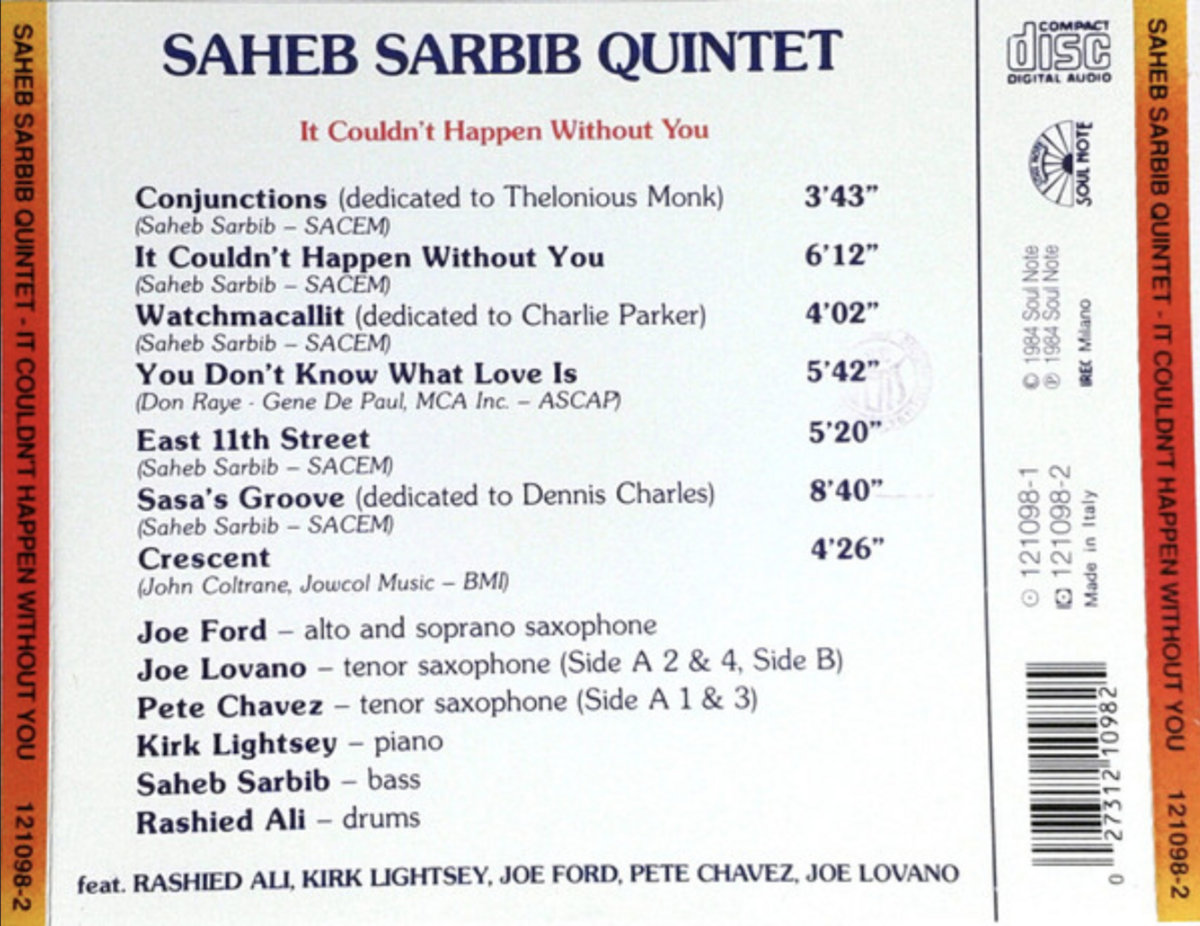 SAHEB SARBIB QUINTET - IT COULDN'T HAPPEN WITHOUT YOU 121098-2
SAHEB SARBIB QUINTET
It Couldn't Happen Without You
Conjunctions (dedicated to Thelonious Monk) 3'43”
(Saheb Sarbib – SACEM)
It Couldn't Happen Without You 6'12”
(Saheb Sarbib – SACEM)
Watchmacallit (dedicated to Charlie Parker) 4'02”
(Saheb Sarbib – SACEM)
You Don't Know What Love Is 5'42”
(Don Raye - Gene De Paul, MCA Inc. – ASCAP)
East 11th Street 5'20”
(Saheb Sarbib – SACEM)
Sasa's Groove (dedicated to Dennis Charles) 8'40”
(Saheb Sarbib – SACEM)
Crescent 4'26”
(John Coltrane, Jowcol Music – BMI)
Joe Ford – alto and soprano saxophone
Joe Lovano – tenor saxophone (Side A 2 & 4, Side B)
Pete Chavez – tenor saxophone (Side A 1 & 3)
Kirk Lightsey – piano
Saheb Sarbib – bass
Rashied Ali – drums
feat. RASHIED ALI, KIRK LIGHTSEY, JOE FORD, PETE CHAVEZ, JOE LOVANO
COMPACT
disc
DIGITAL AUDIO
SOUL NOTE
© 1984 Soul Note
℗ 1984 Soul Note
IREC Milano
121098-1
121098-2
Made in Italy
0 27312 10982
SAHEB SARBIB QUINTET - IT COULDN'T HAPPEN WITHOUT YOU 121098-2